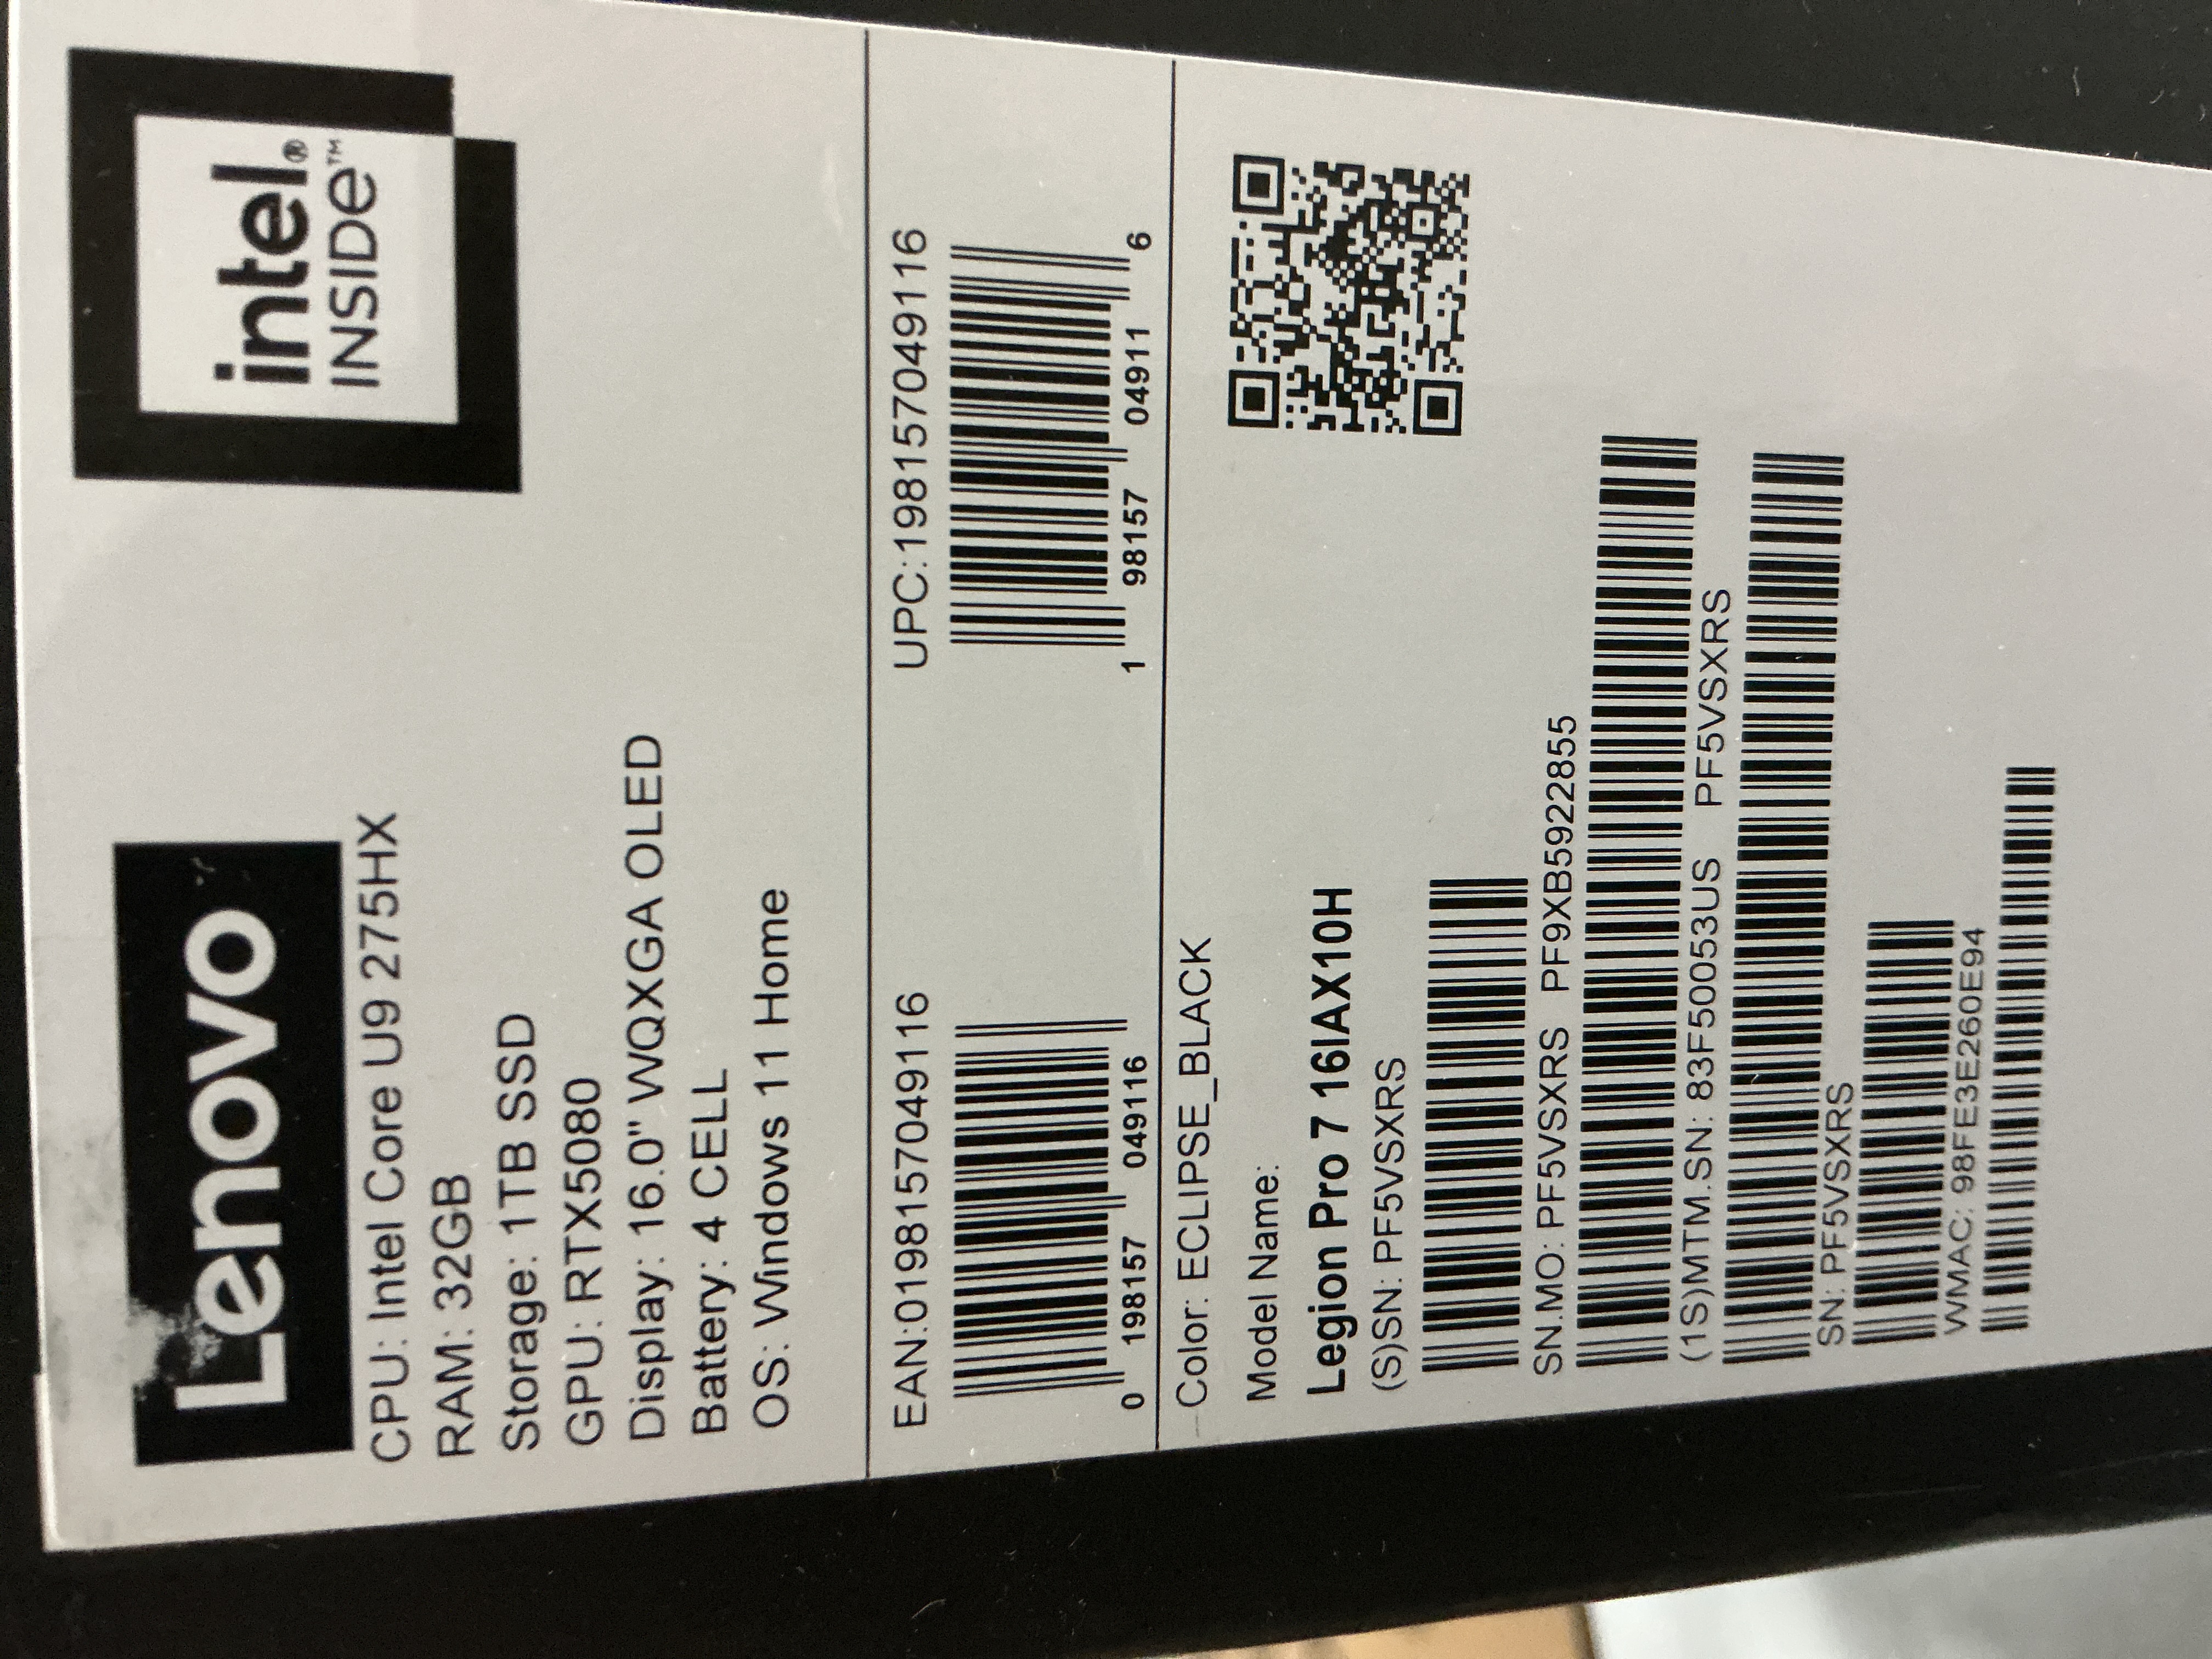 Lenovo
intel®
INSIDE™
CPU: Intel Core U9 275HX
RAM: 32GB
Storage: 1TB SSD
GPU: RTX5080
Display: 16.0" WQXGA OLED
Battery: 4 CELL
OS: Windows 11 Home
EAN:0198157049116
0 198157 049116
UPC:198157049116
1 98157 04911 6
Color: ECLIPSE_BLACK
Model Name:
Legion Pro 7 16IAX10H
(S)SN: PF5VSXRS
SN.MO: PF5VSXRS PF9XB5922855
(1S)MTM.SN: 83F50053US PF5VSXRS
SN: PF5VSXRS
WMAC: 98FE3E260E94